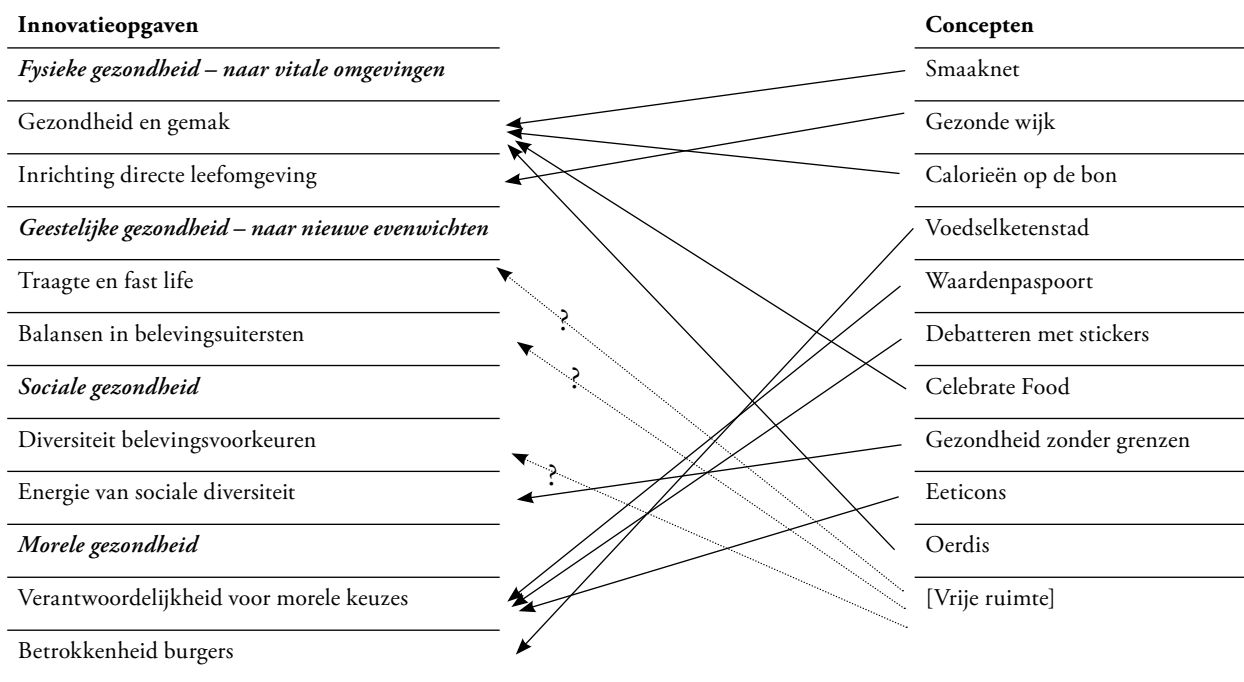 Innovatieopgaven
Fysieke gezondheid – naar vitale omgevingen
Gezondheid en gemak
Inrichting directe leefomgeving
Geestelijke gezondheid – naar nieuwe evenwichten
Traagte en fast life
Balansen in belevingsuitersten
Sociale gezondheid
Diversiteit belevingsvoorkeuren
Energie van sociale diversiteit
Morele gezondheid
Verantwoordelijkheid voor morele keuzes
Betrokkenheid burgers
?
?
?
Concepten
Smaaknet
Gezonde wijk
Calorieën op de bon
Voedselketenstad
Waardenpaspoort
Debatteren met stickers
Celebrate Food
Gezondheid zonder grenzen
Eeticons
Oerdis
[Vrije ruimte]